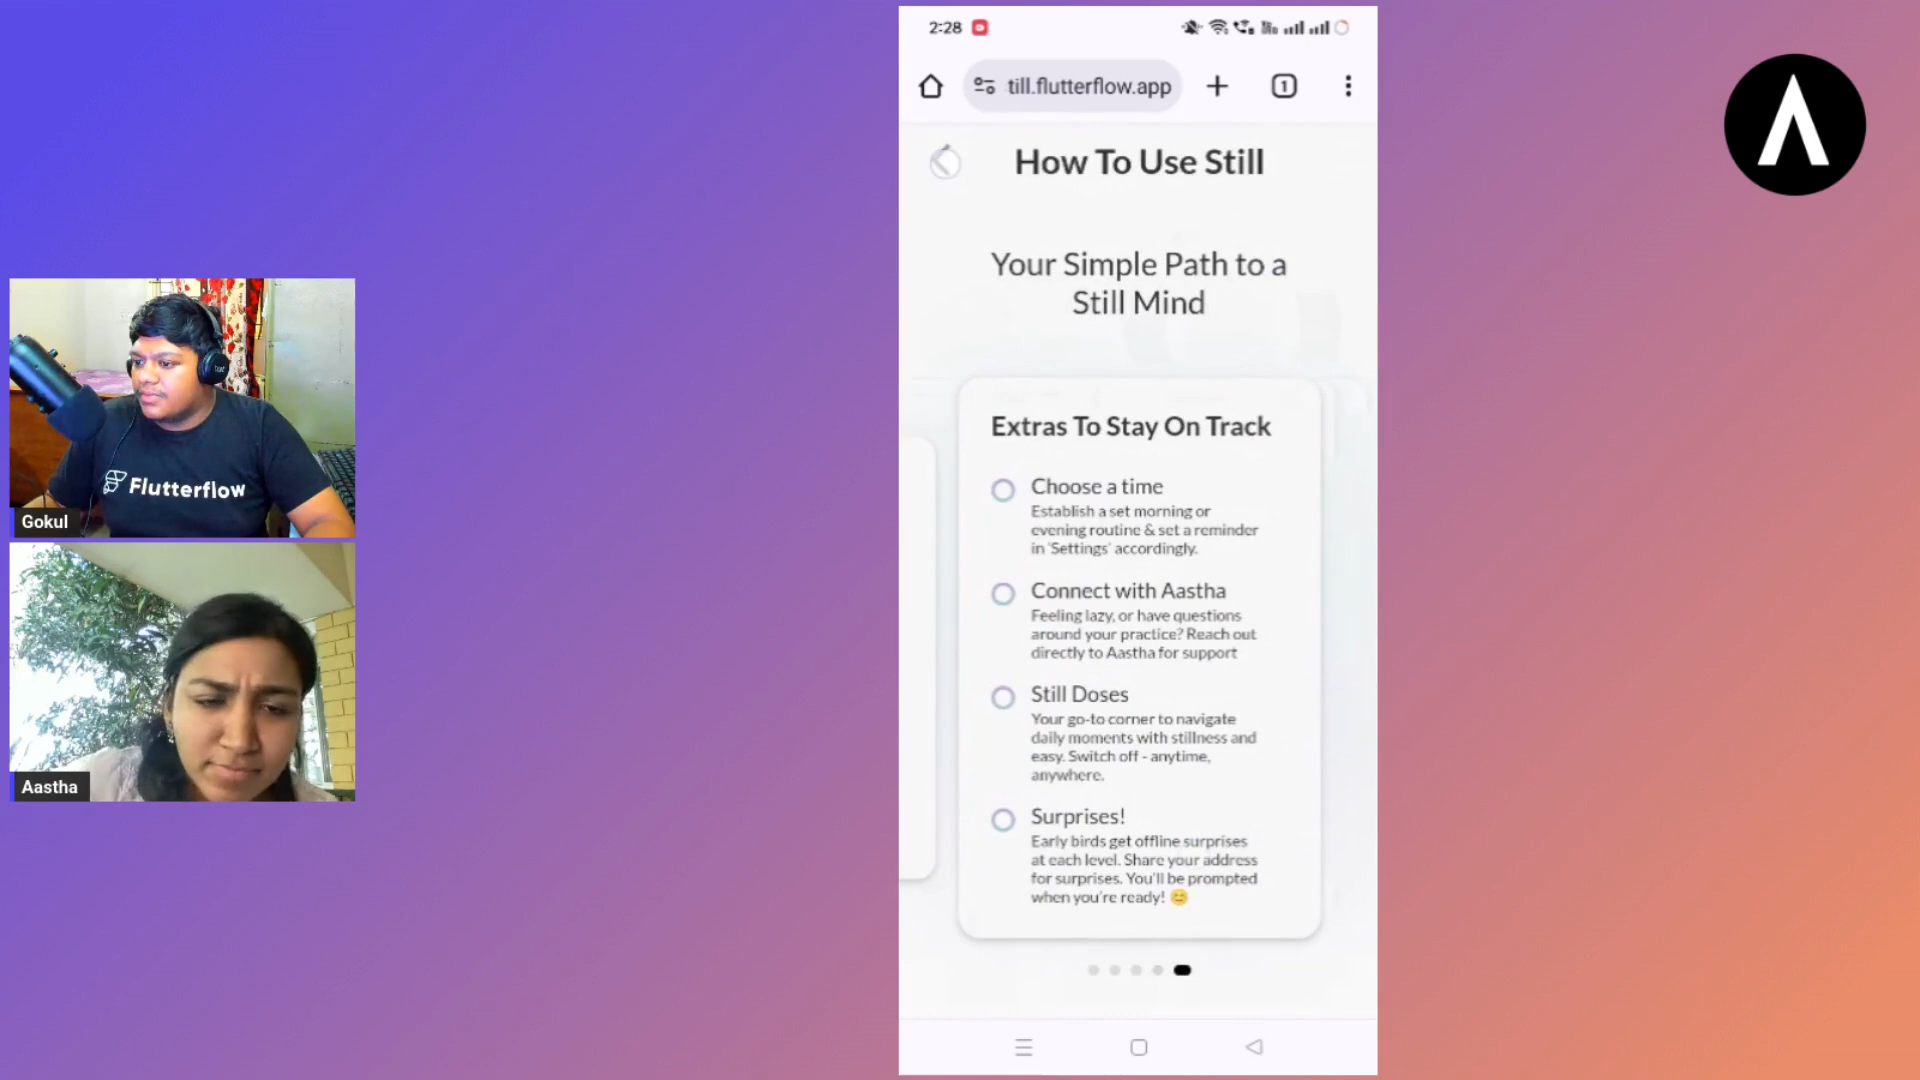 2:28
till.flutterflow.app
1
How To Use Still
Your Simple Path to a
Still Mind
Extras To Stay On Track
Choose a time
Establish a set morning or
evening routine & set a reminder
in 'Settings' accordingly.
Connect with Aastha
Feeling lazy, or have questions
around your practice? Reach out
directly to Aastha for support
Still Doses
Your go-to corner to navigate
daily moments with stillness and
easy. Switch off - anytime,
anywhere.
Surprises!
Early birds get offline surprises
at each level. Share your address
for surprises. You'll be prompted
when you're ready! 😊
Flutterflow
Gokul
Aastha